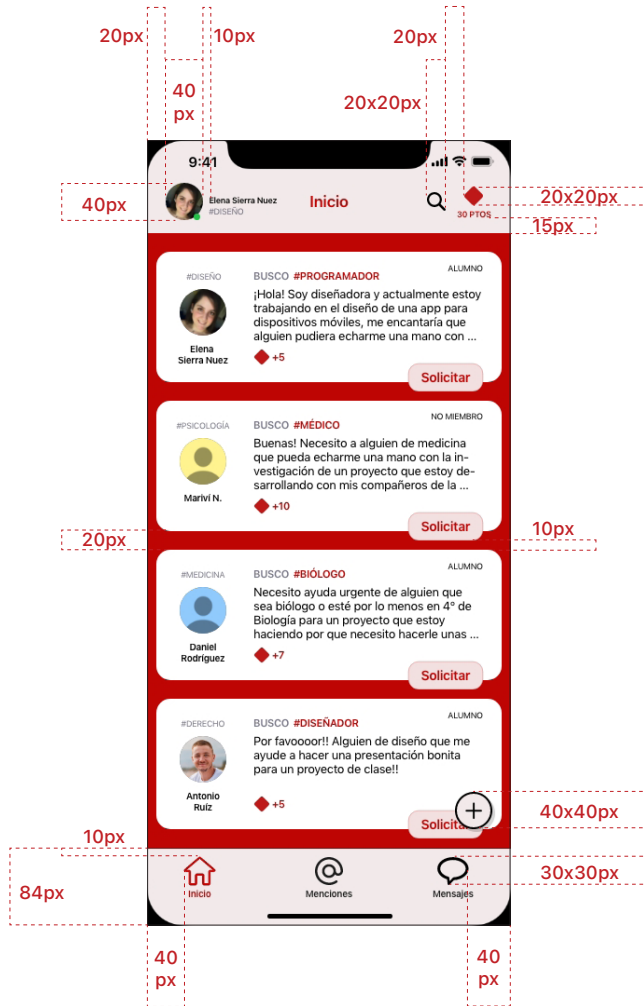 20px
10px
20px
40
px
20x20px
9:41
40px
Elena Sierra Nuez
#DISEÑO
Inicio
30 PTOS
20x20px
15px
#DISEÑO
BUSCO #PROGRAMADOR
ALUMNO
¡Hola! Soy diseñadora y actualmente estoy
trabajando en el diseño de una app para
dispositivos móviles, me encantaría que
alguien pudiera echarme una mano con ...
Elena
Sierra Nuez
+5
Solicitar
#PSICOLOGÍA
BUSCO #MÉDICO
NO MIEMBRO
Buenas! Necesito a alguien de medicina
que pueda echarme una mano con la in-
vestigación de un proyecto que estoy de-
sarrollando con mis compañeros de la ...
Mariví N.
+10
Solicitar
20px
10px
#MEDICINA
BUSCO #BIÓLOGO
ALUMNO
Necesito ayuda urgente de alguien que
sea biólogo o esté por lo menos en 4º de
Biología para un proyecto que estoy
haciendo por que necesito hacerle unas ...
Daniel
Rodríguez
+7
Solicitar
#DERECHO
BUSCO #DISEÑADOR
ALUMNO
Por favoooor!! Alguien de diseño que me
ayude a hacer una presentación bonita
para un proyecto de clase!!
Antonio
Ruíz
+5
Solicitar
40x40px
10px
84px
30x30px
Inicio
Menciones
Mensajes
40
px
40
px